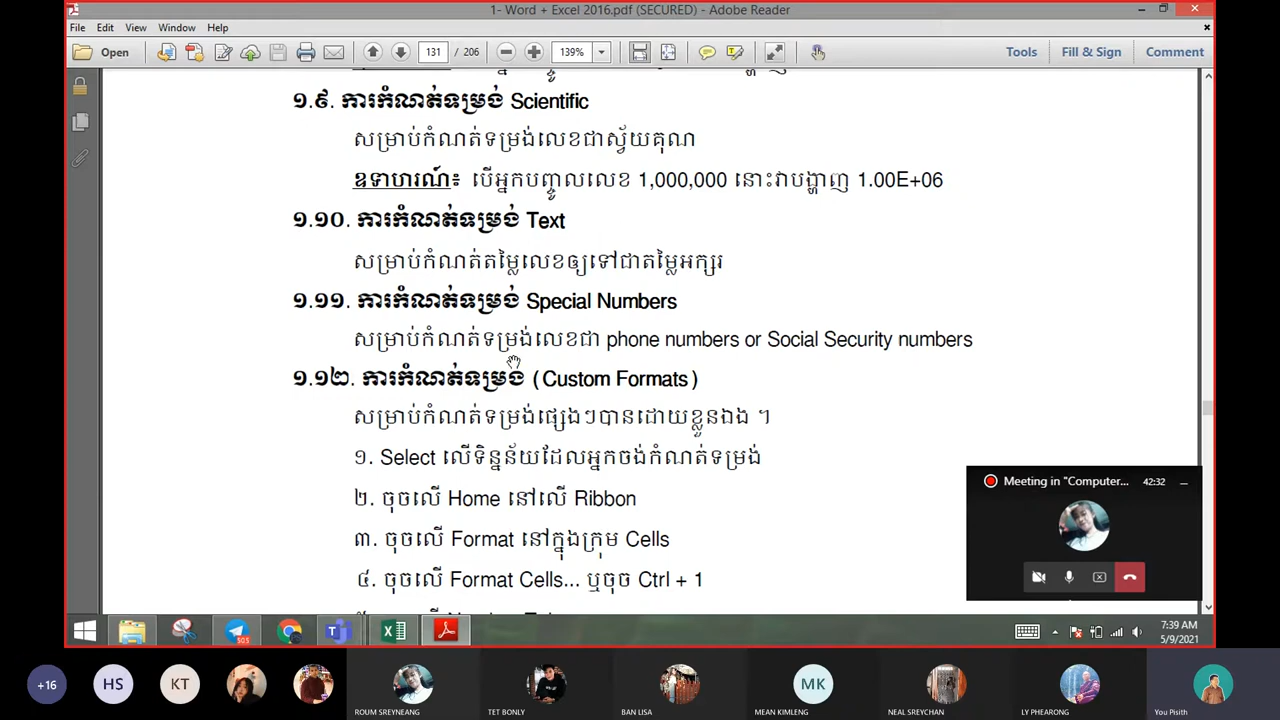 1- Word + Excel 2016.pdf (SECURED) - Adobe Reader
File Edit View Window Help
Open 131 / 206 139% Tools Fill & Sign Comment
១.៩. ការកំណត់ទម្រង់ Scientific
សម្រាប់កំណត់ទម្រង់លេខជាស្វ័យគុណ
ឧទាហរណ៍៖ បើអ្នកបញ្ចូលលេខ 1,000,000 នោះវាបង្ហាញ 1.00E+06
១.១០. ការកំណត់ទម្រង់ Text
សម្រាប់កំណត់តម្លៃលេខឲ្យទៅជាតម្លៃអក្សរ
១.១១. ការកំណត់ទម្រង់ Special Numbers
សម្រាប់កំណត់ទម្រង់លេខជា phone numbers or Social Security numbers
១.១២. ការកំណត់ទម្រង់ (Custom Formats)
សម្រាប់កំណត់ទម្រង់ផ្សេងៗបានដោយខ្លួនឯង ។
១. Select លើទិន្នន័យដែលអ្នកចង់កំណត់ទម្រង់
២. ចុចលើ Home នៅលើ Ribbon
៣. ចុចលើ Format នៅក្នុងក្រុម Cells
៤. ចុចលើ Format Cells... ឬចុច Ctrl + 1
Meeting in "Computer... 42:32
505
7:39 AM
5/9/2021
+16 HS KT MK
ROUM SREYNEANG TET BONLY BAN LISA MEAN KIMLENG NEAL SREYCHAN LY PHEARONG You Pisith